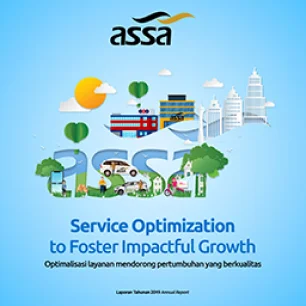 assa
assa
Service Optimization
to Foster Impactful Growth
Optimalisasi layanan mendorong pertumbuhan yang berkualitas
Laporan Tahunan 2019 Annual Report